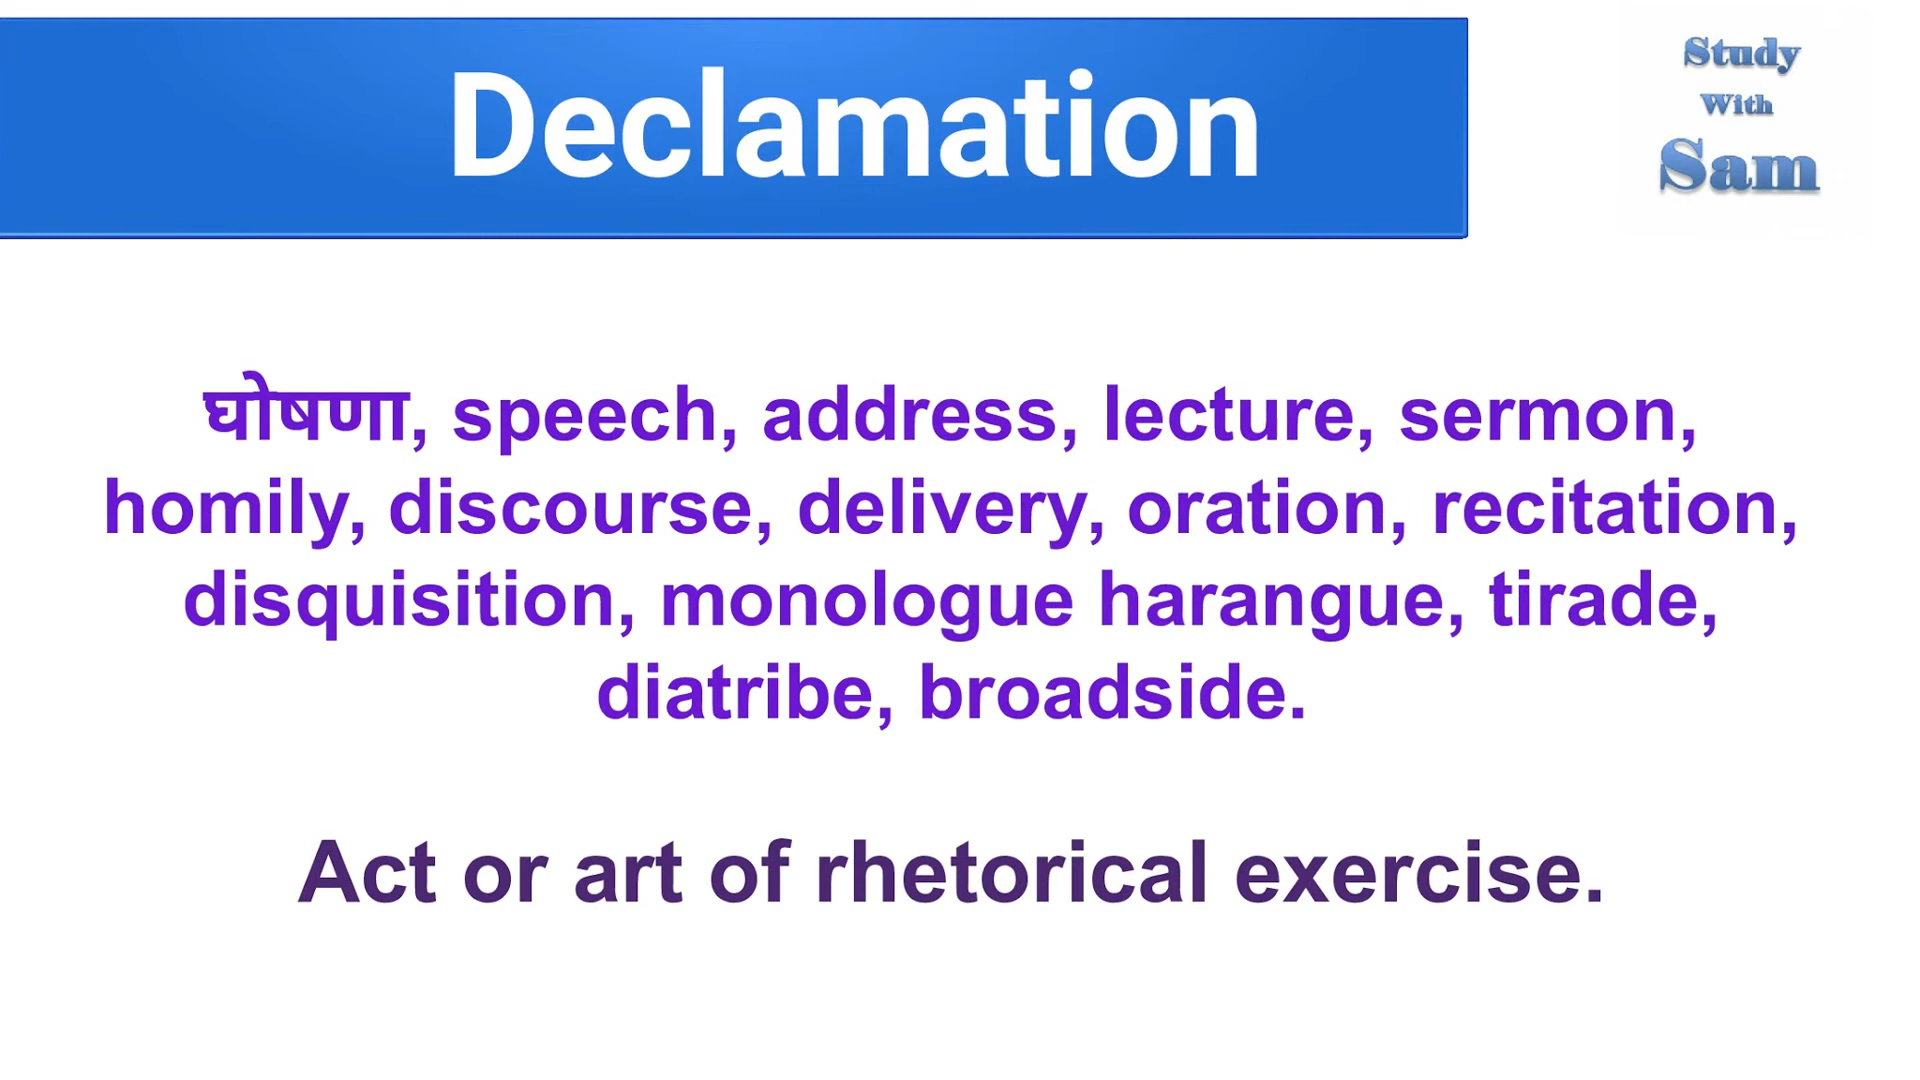 Declamation
Study
With
Sam
घोषणा, speech, address, lecture, sermon,
homily, discourse, delivery, oration, recitation,
disquisition, monologue harangue, tirade,
diatribe, broadside.
Act or art of rhetorical exercise.